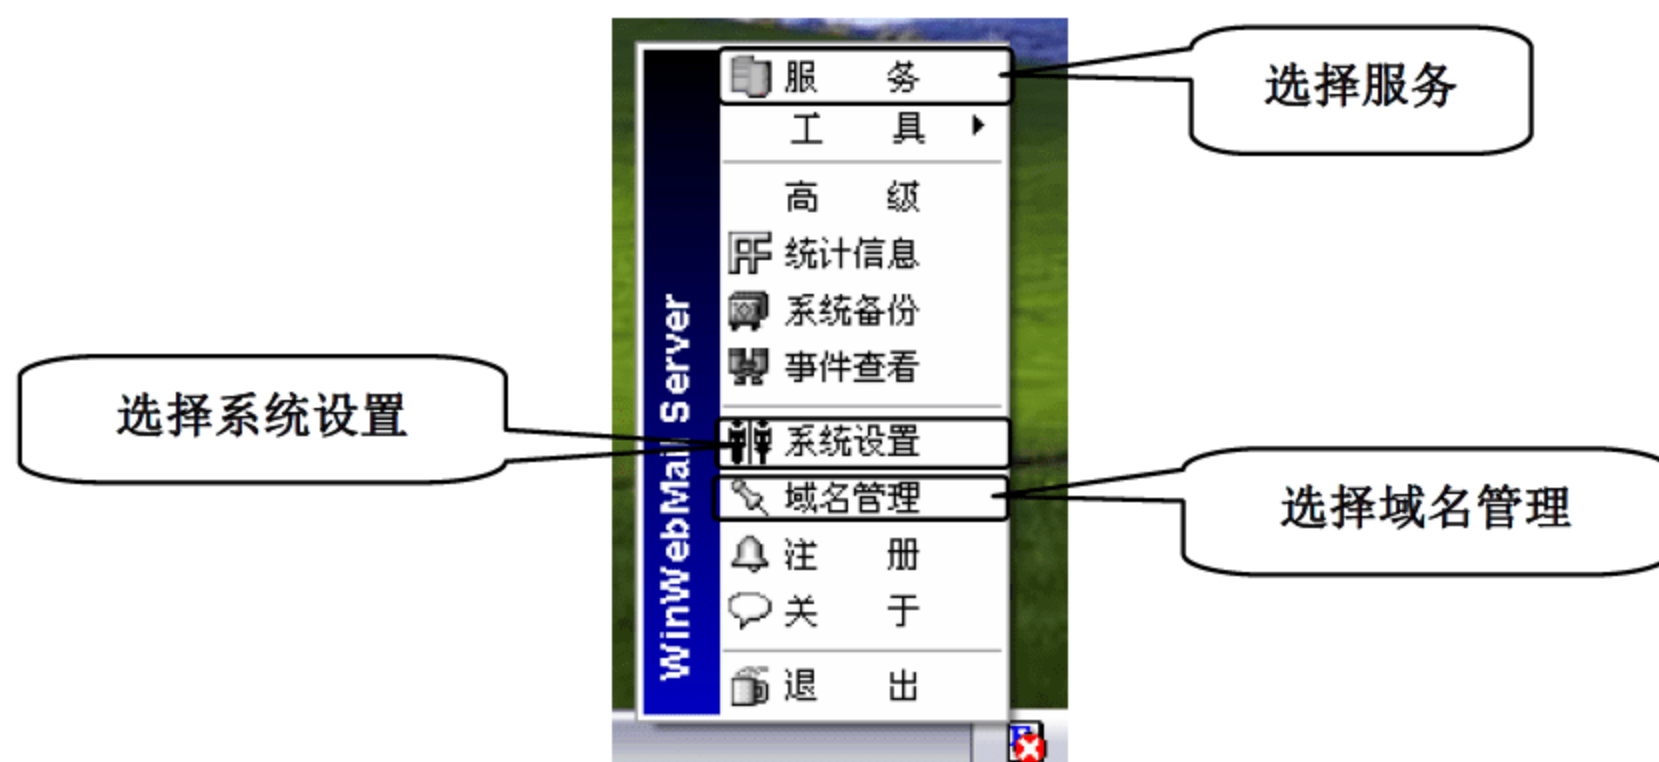 服 务
工 具
高 级
统计信息
系统备份
事件查看
系统设置
域名管理
注 册
关 于
退 出
WinWebMail Server
选择服务
选择系统设置
选择域名管理